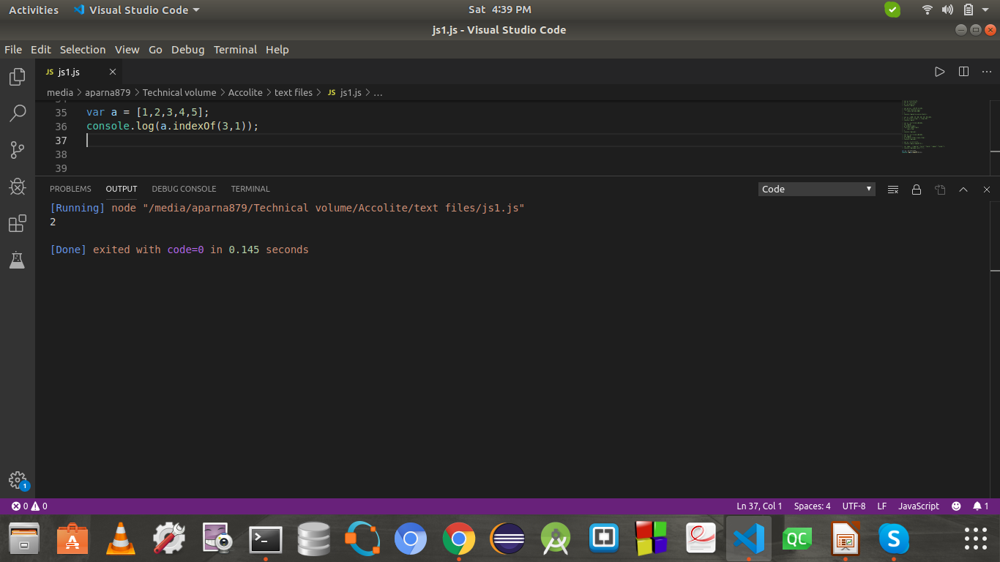 Activities Visual Studio Code Sat 4:39 PM
js1.js - Visual Studio Code
File Edit Selection View Go Debug Terminal Help
JS js1.js
media > aparna879 > Technical volume > Accolite > text files > JS js1.js > ...
35 var a = [1,2,3,4,5];
36 console.log(a.indexOf(3,1));
37
38
39
PROBLEMS OUTPUT DEBUG CONSOLE TERMINAL Code
[Running] node "/media/aparna879/Technical volume/Accolite/text files/js1.js"
2
[Done] exited with code=0 in 0.145 seconds
1
0 0 Ln 37, Col 1 Spaces: 4 UTF-8 LF JavaScript 1
QC